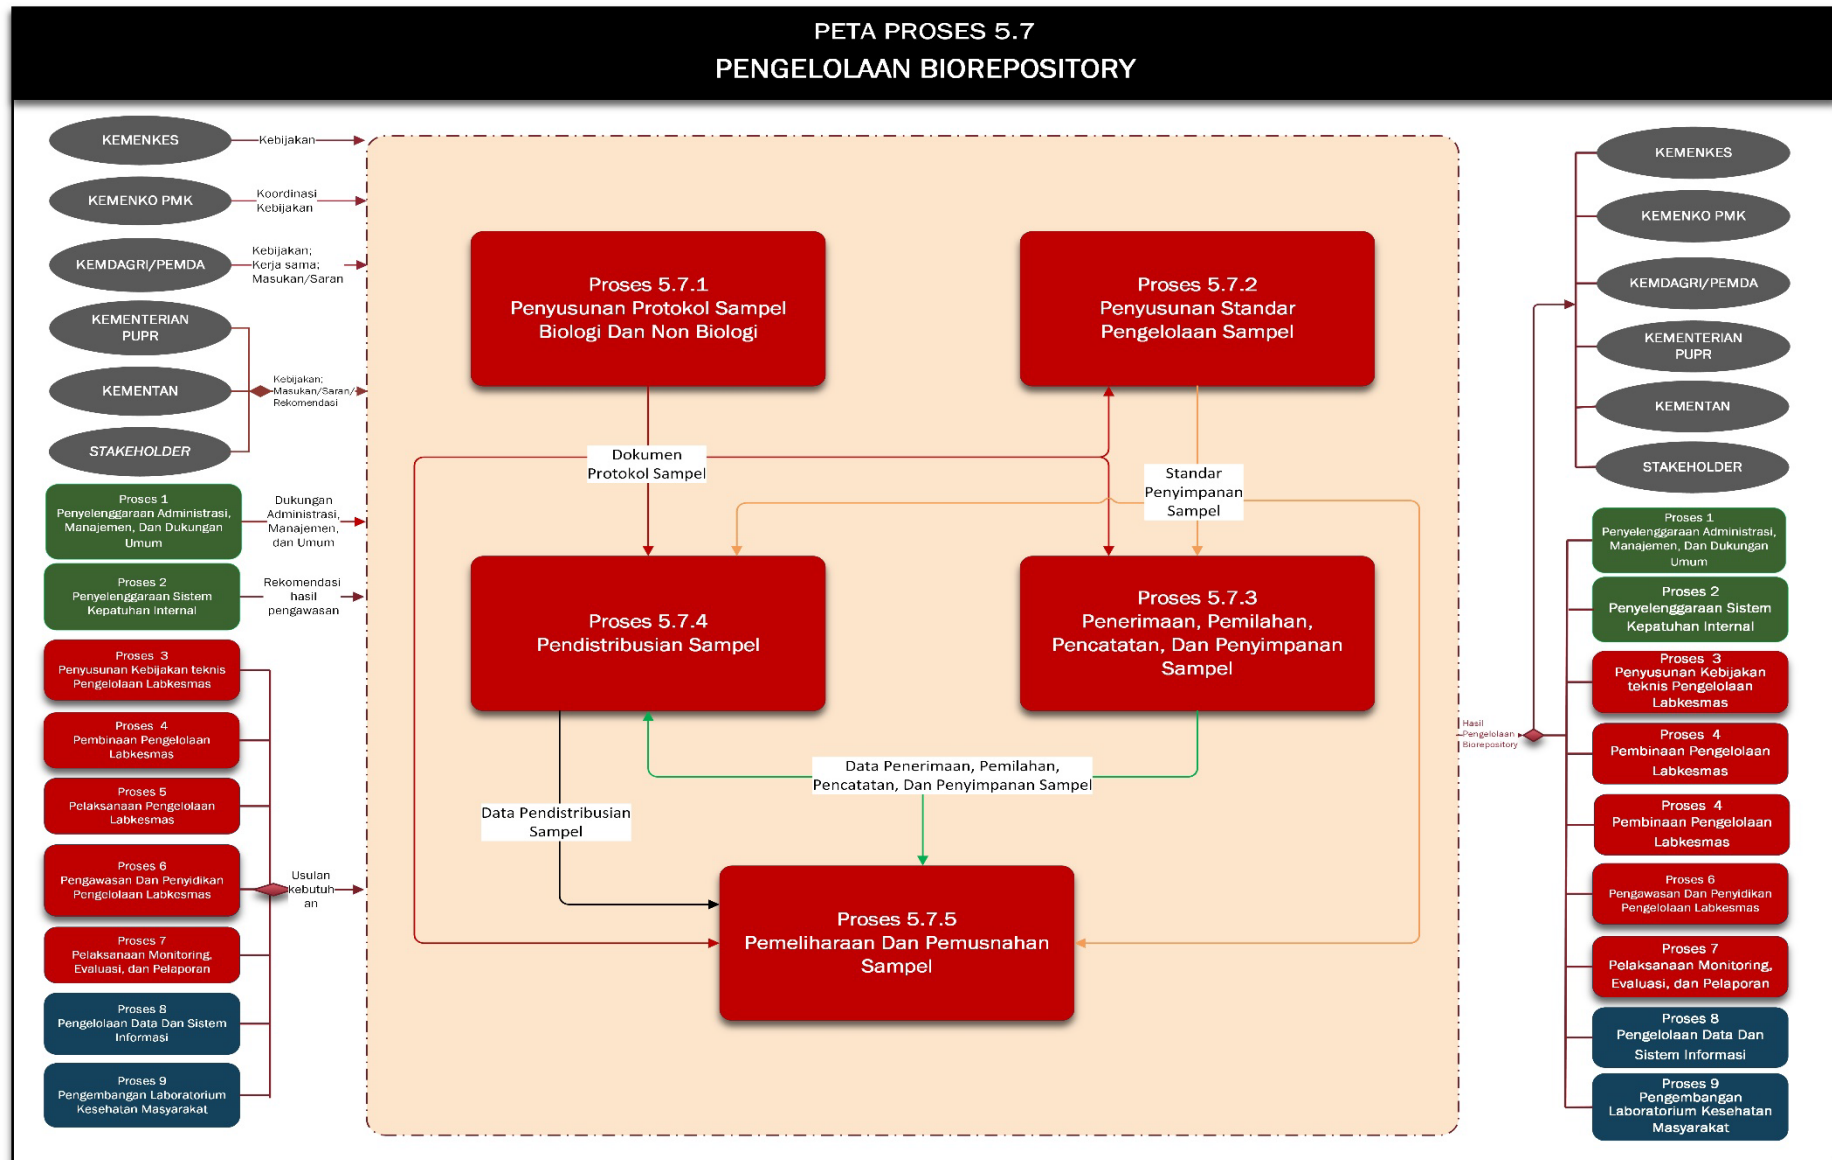 PETA PROSES 5.7
PENGELOLAAN BIOREPOSITORY
KEMENKES
Kebijakan
KEMENKO PMK
Koordinasi
Kebijakan
KEMDAGRI/PEMDA
Kebijakan;
Kerja sama;
Masukan/Saran
KEMENTERIAN
PUPR
KEMENTAN
Kebijakan;
Masukan/Saran/
Rekomendasi
STAKEHOLDER
Proses 1
Penyelenggaraan Administrasi,
Manajemen, Dan Dukungan
Umum
Dukungan
Administrasi,
Manajemen,
dan Umum
Proses 2
Penyelenggaraan Sistem
Kepatuhan Internal
Rekomendasi
hasil
pengawasan
Proses 3
Penyusunan Kebijakan teknis
Pengelolaan Labkesmas
Proses 4
Pembinaan Pengelolaan
Labkesmas
Proses 5
Pelaksanaan Pengelolaan
Labkesmas
Proses 6
Pengawasan Dan Penyidikan
Pengelolaan Labkesmas
Usulan
kebutuh
an
Proses 7
Pelaksanaan Monitoring,
Evaluasi, dan Pelaporan
Proses 8
Pengelolaan Data Dan Sistem
Informasi
Proses 9
Pengembangan Laboratorium
Kesehatan Masyarakat
Proses 5.7.1
Penyusunan Protokol Sampel
Biologi Dan Non Biologi
Proses 5.7.2
Penyusunan Standar
Pengelolaan Sampel
Dokumen
Protokol Sampel
Standar
Penyimpanan
Sampel
Proses 5.7.4
Pendistribusian Sampel
Proses 5.7.3
Penerimaan, Pemilahan,
Pencatatan, Dan Penyimpanan
Sampel
Data Penerimaan, Pemilahan,
Pencatatan, Dan Penyimpanan Sampel
Data Pendistribusian
Sampel
Proses 5.7.5
Pemeliharaan Dan Pemusnahan
Sampel
Hasil
Pengelolaan
Biorepository
KEMENKES
KEMENKO PMK
KEMDAGRI/PEMDA
KEMENTERIAN
PUPR
KEMENTAN
STAKEHOLDER
Proses 1
Penyelenggaraan Administrasi,
Manajemen, Dan Dukungan
Umum
Proses 2
Penyelenggaraan Sistem
Kepatuhan Internal
Proses 3
Penyusunan Kebijakan
teknis Pengelolaan
Labkesmas
Proses 4
Pembinaan Pengelolaan
Labkesmas
Proses 4
Pembinaan Pengelolaan
Labkesmas
Proses 6
Pengawasan Dan Penyidikan
Pengelolaan Labkesmas
Proses 7
Pelaksanaan Monitoring,
Evaluasi, dan Pelaporan
Proses 8
Pengelolaan Data Dan
Sistem Informasi
Proses 9
Pengembangan
Laboratorium Kesehatan
Masyarakat